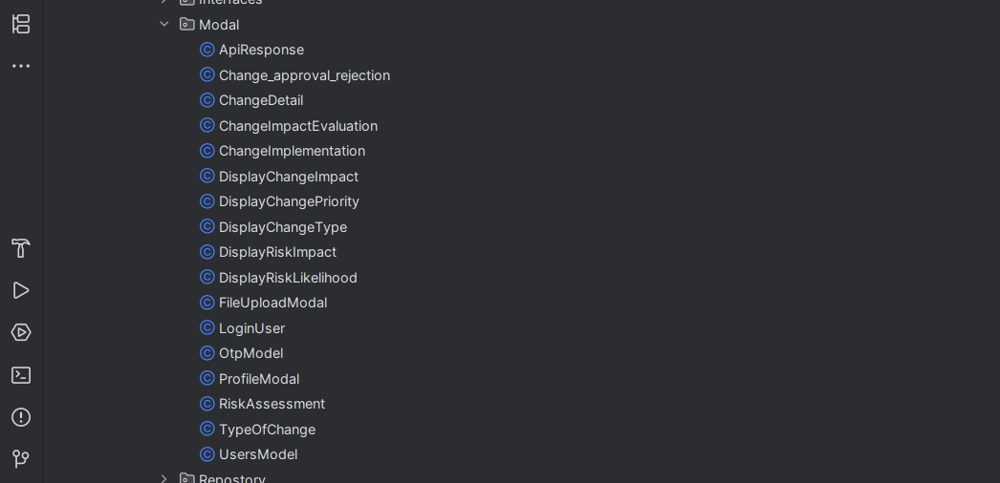 Interfaces
Modal
ApiResponse
Change_approval_rejection
ChangeDetail
ChangeImpactEvaluation
ChangeImplementation
DisplayChangeImpact
DisplayChangePriority
DisplayChangeType
DisplayRiskImpact
DisplayRiskLikelihood
FileUploadModal
LoginUser
OtpModel
ProfileModal
RiskAssessment
TypeOfChange
UsersModel
Repostory